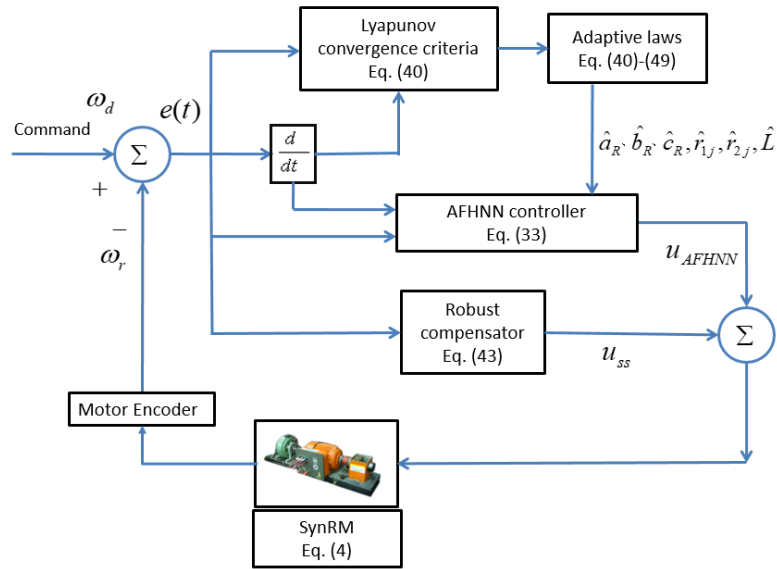 Lyapunov
convergence criteria
Eq. (40)
Adaptive laws
Eq. (40)-(49)
ω_d
e(t)
Command
Σ
+
−
ω_r
d
dt
â_R、b̂_R、ĉ_R, r̂_1j, r̂_2j, L̂
AFHNN controller
Eq. (33)
u_AFHNN
Robust
compensator
Eq. (43)
u_ss
Σ
Motor Encoder
SynRM
Eq. (4)